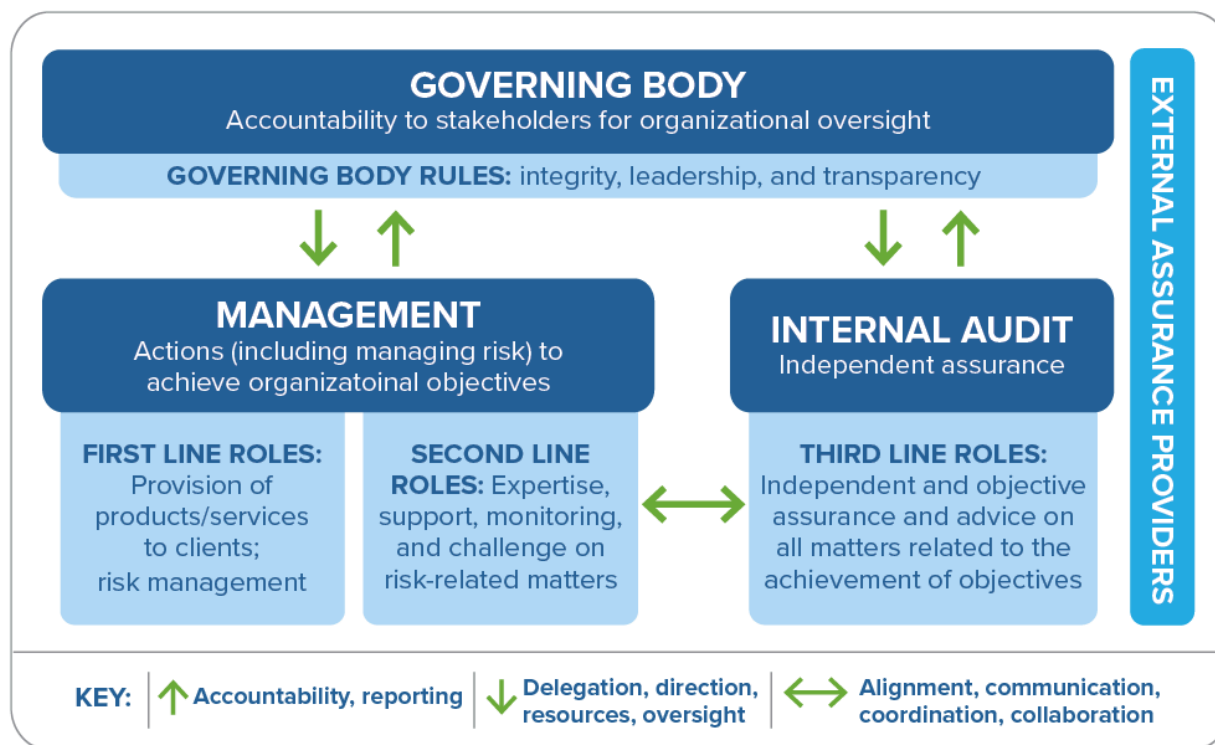 GOVERNING BODY
Accountability to stakeholders for organizational oversight
GOVERNING BODY RULES: integrity, leadership, and transparency
MANAGEMENT
Actions (including managing risk) to
achieve organizatoinal objectives
INTERNAL AUDIT
Independent assurance
FIRST LINE ROLES:
Provision of
products/services
to clients;
risk management
SECOND LINE
ROLES: Expertise,
support, monitoring,
and challenge on
risk-related matters
THIRD LINE ROLES:
Independent and objective
assurance and advice on
all matters related to the
achievement of objectives
EXTERNAL ASSURANCE PROVIDERS
KEY:
Accountability, reporting
Delegation, direction,
resources, oversight
Alignment, communication,
coordination, collaboration